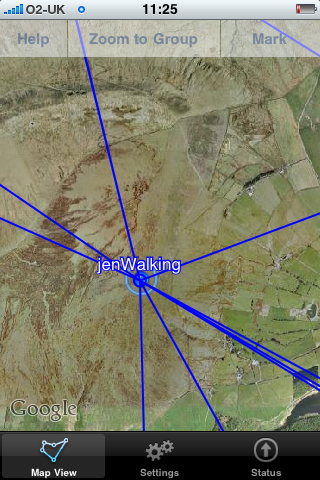 O2-UK 11:25
Help Zoom to Group Mark
jenWalking
Google
Map View Settings Status